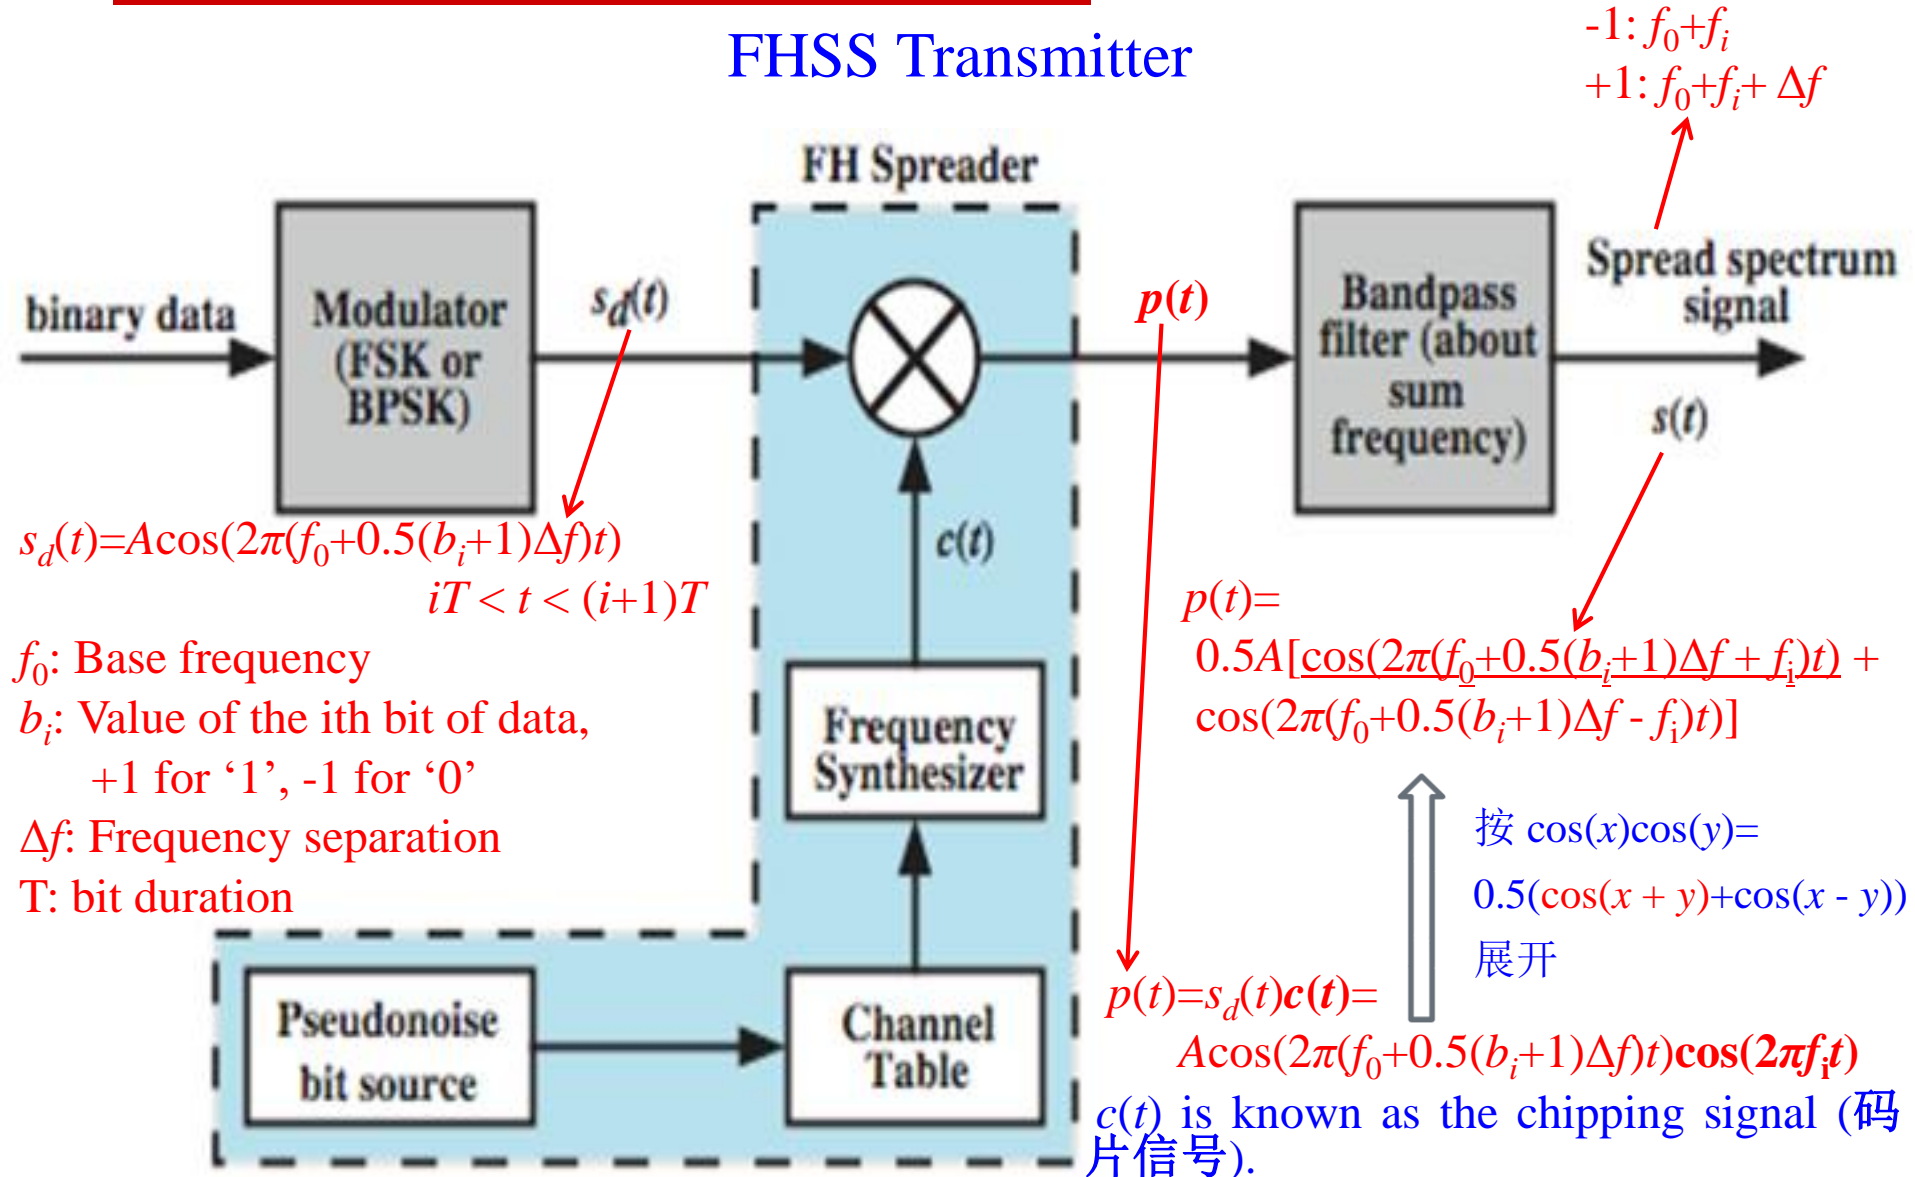 FHSS Transmitter
-1: f₀+fᵢ
+1: f₀+fᵢ+ Δf
FH Spreader
binary data
Modulator
(FSK or
BPSK)
s_d(t)
p(t)
Bandpass
filter (about
sum
frequency)
Spread spectrum
signal
s(t)
c(t)
s_d(t)=Acos(2π(f₀+0.5(bᵢ+1)Δf)t)
iT < t < (i+1)T
f₀: Base frequency
bᵢ: Value of the ith bit of data,
+1 for ‘1’, -1 for ‘0’
Δf: Frequency separation
T: bit duration
p(t)=
0.5A[cos(2π(f₀+0.5(bᵢ+1)Δf + fᵢ)t) +
cos(2π(f₀+0.5(bᵢ+1)Δf - fᵢ)t)]
Frequency
Synthesizer
按 cos(x)cos(y)=
0.5(cos(x + y)+cos(x - y))
展开
Pseudonoise
bit source
Channel
Table
p(t)=s_d(t)c(t)=
Acos(2π(f₀+0.5(bᵢ+1)Δf)t)cos(2πfᵢt)
c(t) is known as the chipping signal (码
片信号).